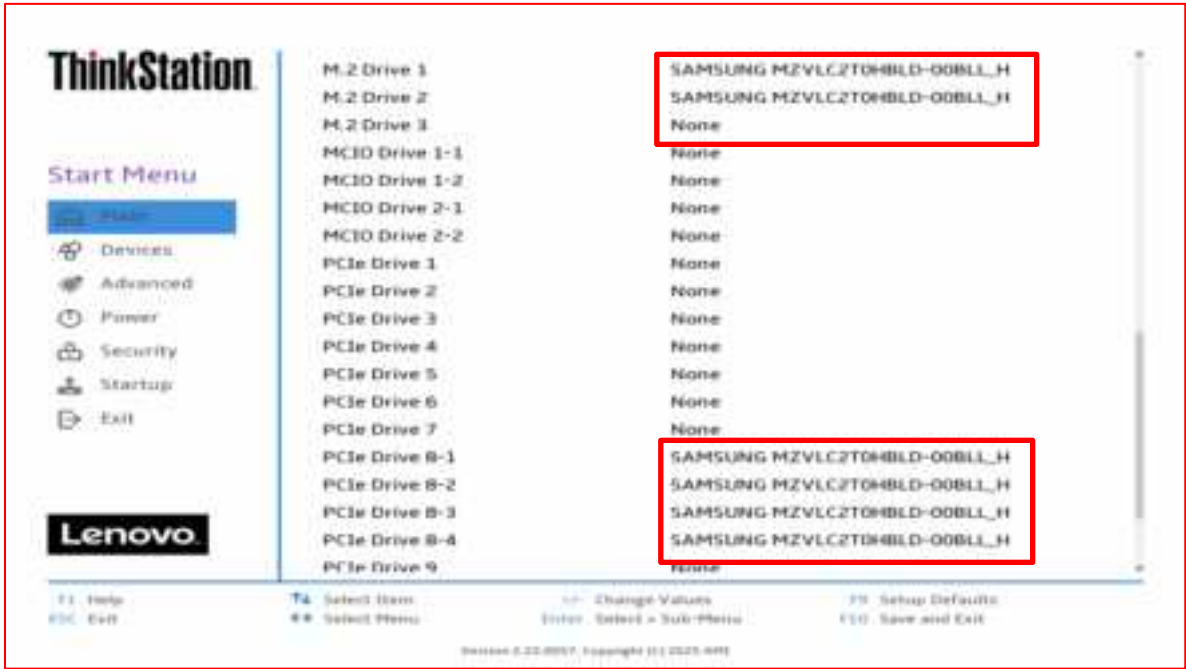 ThinkStation
Start Menu
Main
Devices
Advanced
Power
Security
Startup
Exit
Lenovo
M.2 Drive 1 SAMSUNG MZVLC2T0HBLD-00BLL_H
M.2 Drive 2 SAMSUNG MZVLC2T0HBLD-00BLL_H
M.2 Drive 3 None
MCIO Drive 1-1 None
MCIO Drive 1-2 None
MCIO Drive 2-1 None
MCIO Drive 2-2 None
PCIe Drive 1 None
PCIe Drive 2 None
PCIe Drive 3 None
PCIe Drive 4 None
PCIe Drive 5 None
PCIe Drive 6 None
PCIe Drive 7 None
PCIe Drive 8-1 SAMSUNG MZVLC2T0HBLD-00BLL_H
PCIe Drive 8-2 SAMSUNG MZVLC2T0HBLD-00BLL_H
PCIe Drive 8-3 SAMSUNG MZVLC2T0HBLD-00BLL_H
PCIe Drive 8-4 SAMSUNG MZVLC2T0HBLD-00BLL_H
PCIe Drive 9 None
F1 Help ↑↓ Select Item +/- Change Values F9 Setup Defaults
ESC Exit Select Menu Enter Select > Sub-Menu F10 Save and Exit
Copyright (C) 2025 AMI